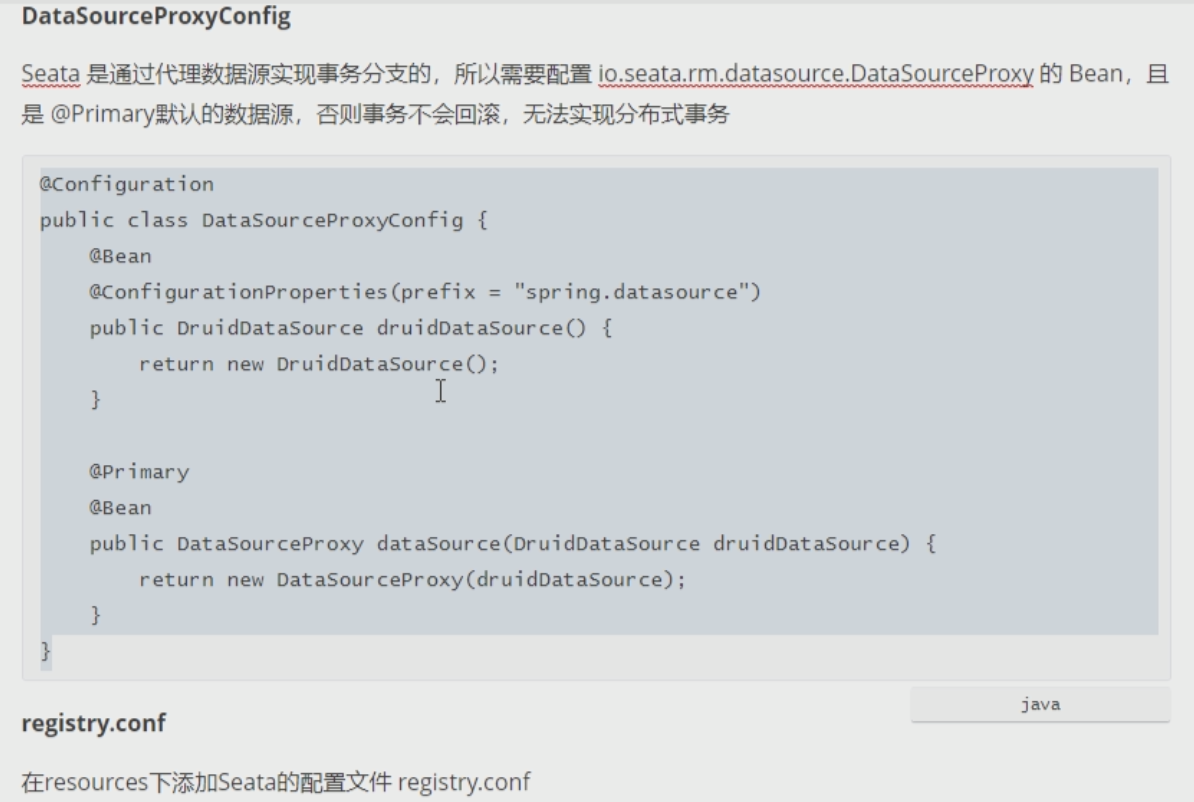 DataSourceProxyConfig
Seata 是通过代理数据源实现事务分支的，所以需要配置 io.seata.rm.datasource.DataSourceProxy 的 Bean，且
是 @Primary默认的数据源，否则事务不会回滚，无法实现分布式事务
@Configuration
public class DataSourceProxyConfig {
    @Bean
    @ConfigurationProperties(prefix = "spring.datasource")
    public DruidDataSource druidDataSource() {
        return new DruidDataSource();
    }
    @Primary
    @Bean
    public DataSourceProxy dataSource(DruidDataSource druidDataSource) {
        return new DataSourceProxy(druidDataSource);
    }
}
java
registry.conf
在resources下添加Seata的配置文件 registry.conf